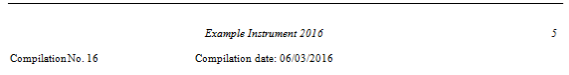 Example Instrument 2016 5
Compilation No. 16 Compilation date: 06/03/2016